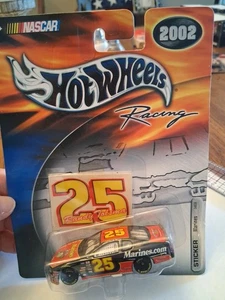 NASCAR
2002
Hot Wheels
Racing
25
Marines.com
25
STICKER